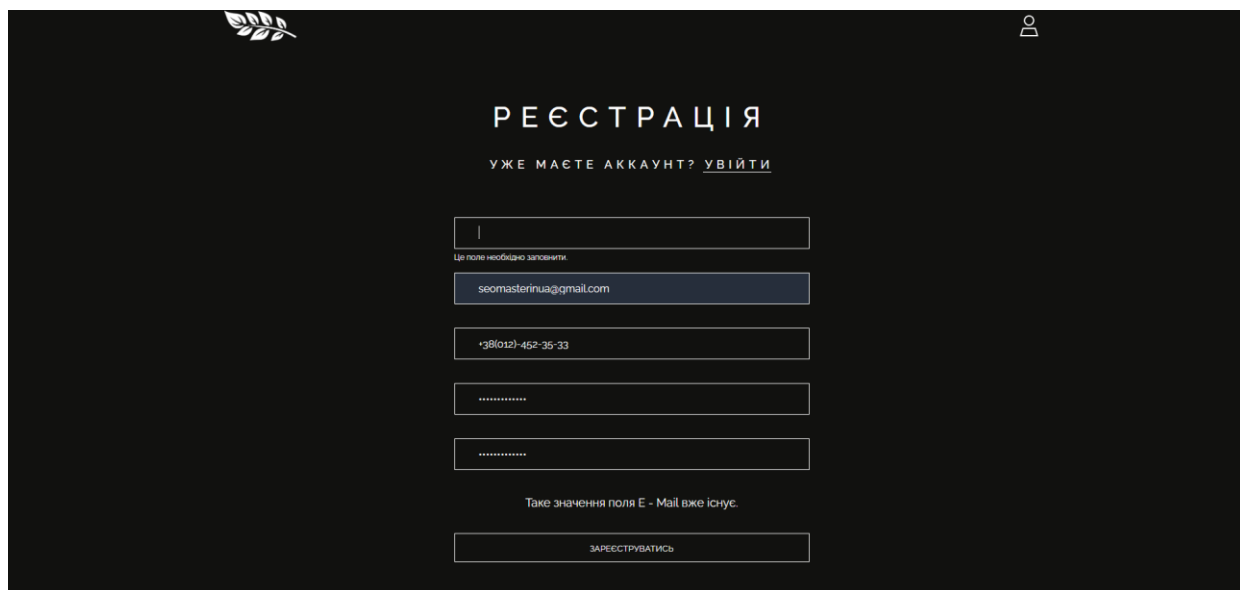 РЕЄСТРАЦІЯ
УЖЕ МАЄТЕ АККАУНТ? УВІЙТИ
Це поле необхідно заповнити.
seomasterinua@gmail.com
+38(012)-452-35-33
•••••••••••••
•••••••••••••
Таке значення поля E - Mail вже існує.
ЗАРЕЄСТРУВАТИСЬ